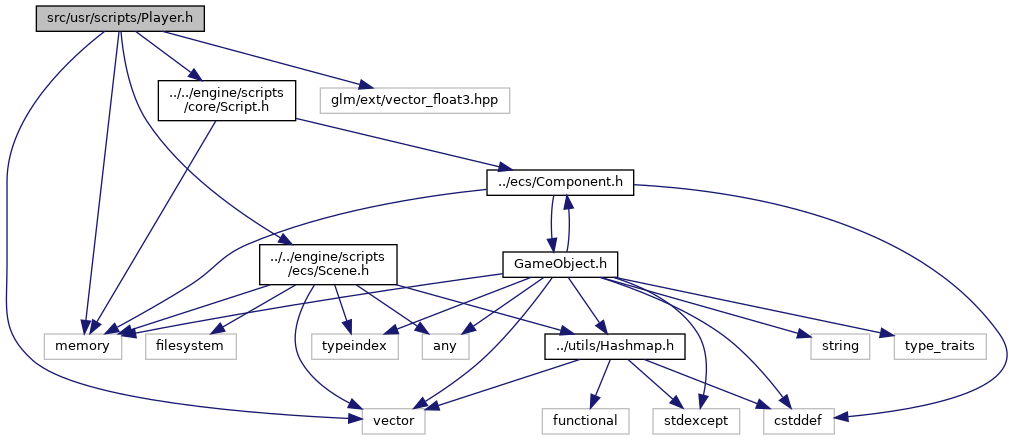 src/usr/scripts/Player.h
../../engine/scripts
/core/Script.h
glm/ext/vector_float3.hpp
../ecs/Component.h
../../engine/scripts
/ecs/Scene.h
GameObject.h
memory
filesystem
typeindex
any
../utils/Hashmap.h
string
type_traits
vector
functional
stdexcept
cstddef